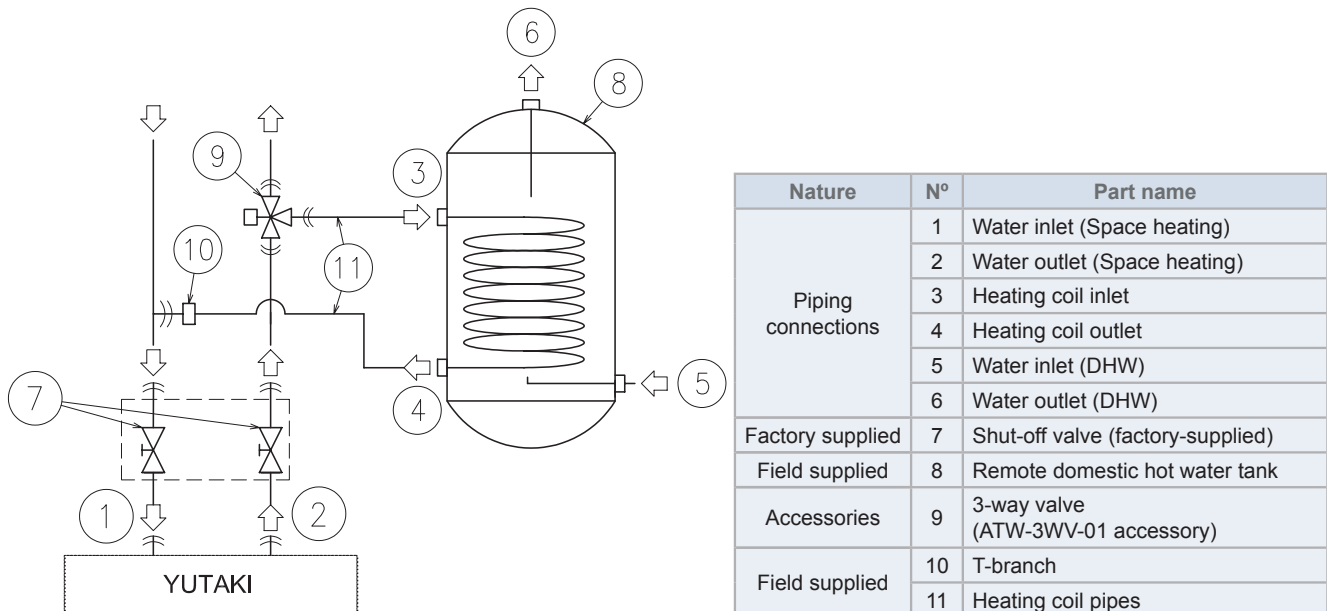 6
8
9
3
10
11
7
4
5
1
2
YUTAKI
Nature Nº Part name
Piping connections
1 Water inlet (Space heating)
2 Water outlet (Space heating)
3 Heating coil inlet
4 Heating coil outlet
5 Water inlet (DHW)
6 Water outlet (DHW)
Factory supplied 7 Shut-off valve (factory-supplied)
Field supplied 8 Remote domestic hot water tank
Accessories 9 3-way valve
(ATW-3WV-01 accessory)
Field supplied 10 T-branch
11 Heating coil pipes